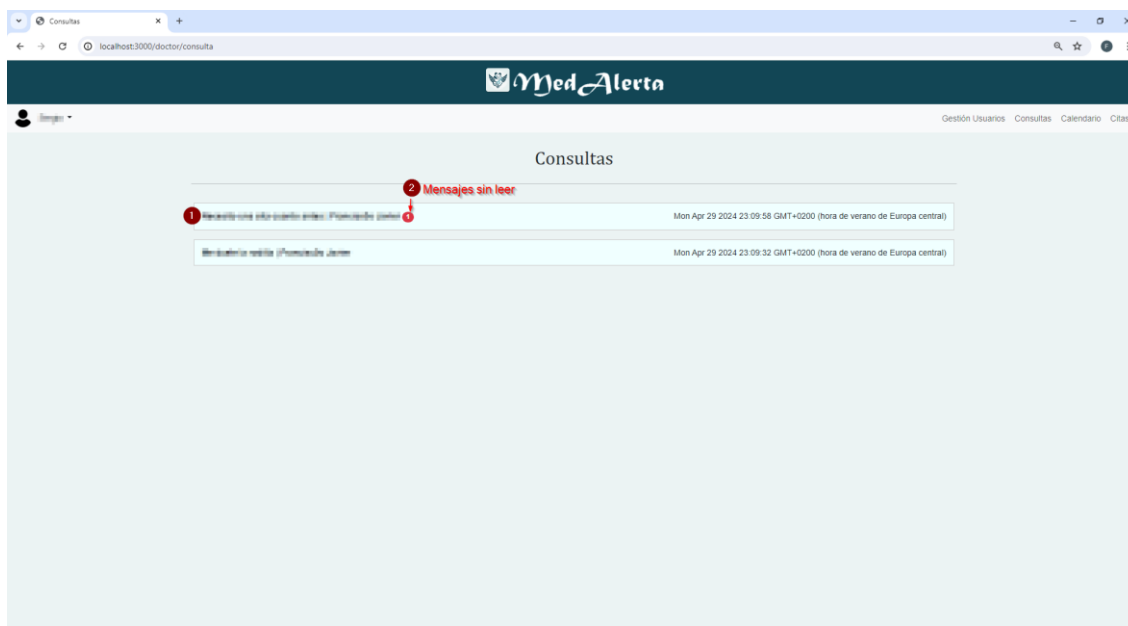 Consultas
localhost:3000/doctor/consulta
MedAlerta
Gestión Usuarios Consultas Calendario Citas
Consultas
2 Mensajes sin leer
1 1 Mon Apr 29 2024 23:09:58 GMT+0200 (hora de verano de Europa central)
Mon Apr 29 2024 23:09:32 GMT+0200 (hora de verano de Europa central)